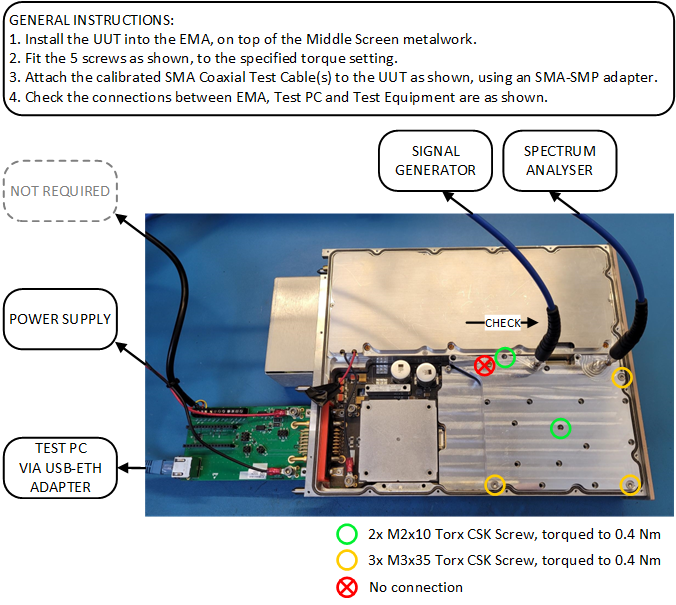 GENERAL INSTRUCTIONS:
1. Install the UUT into the EMA, on top of the Middle Screen metalwork.
2. Fit the 5 screws as shown, to the specified torque setting.
3. Attach the calibrated SMA Coaxial Test Cable(s) to the UUT as shown, using an SMA-SMP adapter.
4. Check the connections between EMA, Test PC and Test Equipment are as shown.
SIGNAL
GENERATOR
SPECTRUM
ANALYSER
NOT REQUIRED
POWER SUPPLY
CHECK
TEST PC
VIA USB-ETH
ADAPTER
2x M2x10 Torx CSK Screw, torqued to 0.4 Nm
3x M3x35 Torx CSK Screw, torqued to 0.4 Nm
No connection